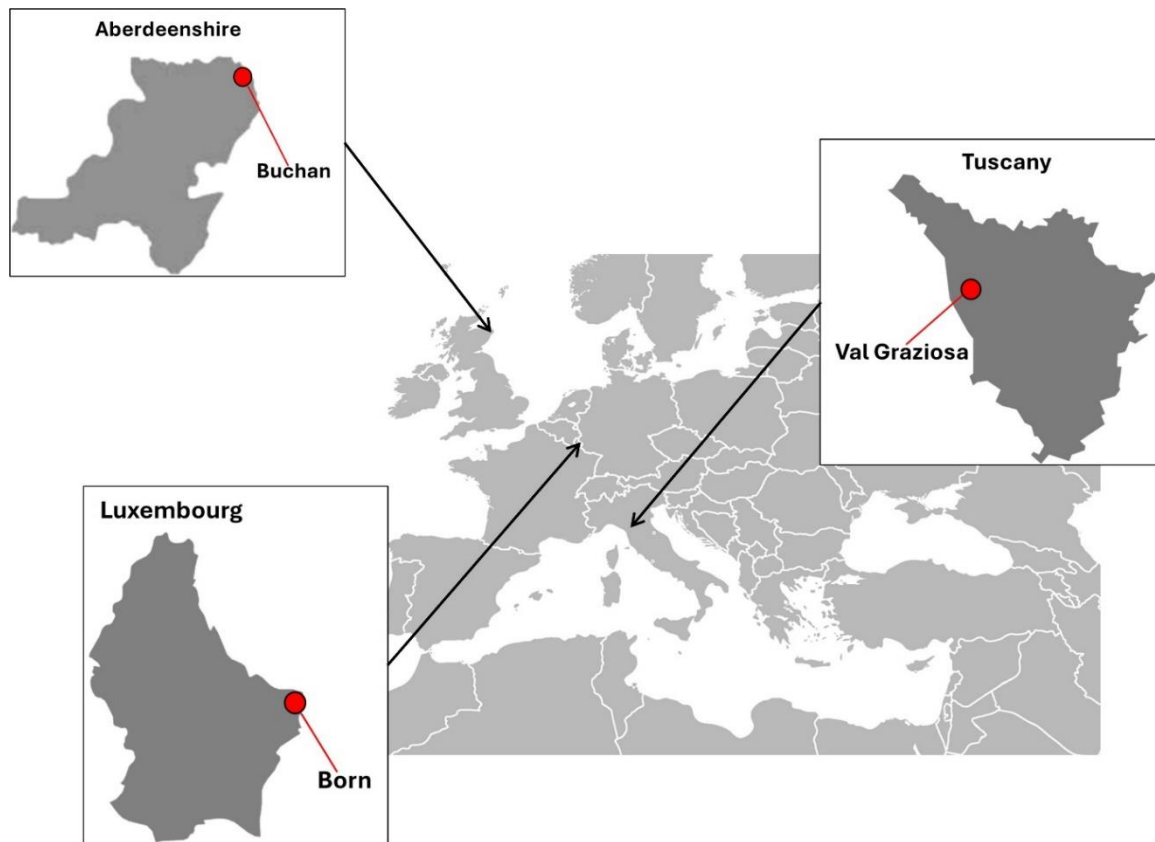 Aberdeenshire
Buchan
Tuscany
Val Graziosa
Luxembourg
Born